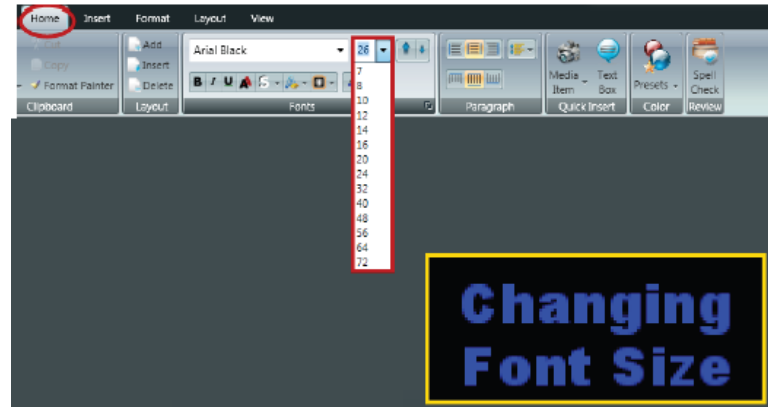 Home Insert Format Layout View
Cut Add Arial Black 26 Media Item Text Box Presets Spell Check
Copy Insert
Format Painter Delete B I U A S
Clipboard Layout Fonts Paragraph Quick Insert Color Review
7
8
10
12
14
16
20
24
32
40
48
56
64
72
Changing
Font Size